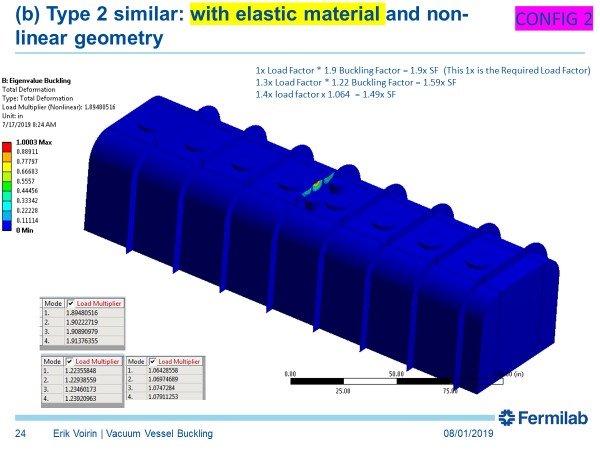 (b) Type 2 similar: with elastic material and non-
linear geometry
CONFIG 2
1x Load Factor * 1.9 Buckling Factor = 1.9x SF (This 1x is the Required Load Factor)
1.3x Load Factor * 1.22 Buckling Factor = 1.59x SF
1.4x load factor x 1.064 = 1.49x SF
B: Eigenvalue Buckling
Total Deformation
Type: Total Deformation
Load Multiplier (Nonlinear): 1.89480516
Unit: in
7/17/2019 8:24 AM
1.0003 Max
0.88911
0.77797
0.66683
0.5557
0.44456
0.33342
0.22228
0.11114
0 Min
Mode Load Multiplier
1. 1.89480516
2. 1.90222719
3. 1.90890979
4. 1.91376355
Mode Load Multiplier
1. 1.22355848
2. 1.22938559
3. 1.23460173
4. 1.23920963
Mode Load Multiplier
1. 1.06428558
2. 1.06974689
3. 1.0747284
4. 1.07911253
0.00 50.00 (in)
25.00 75.00
Fermilab
24 Erik Voirin | Vacuum Vessel Buckling 08/01/2019